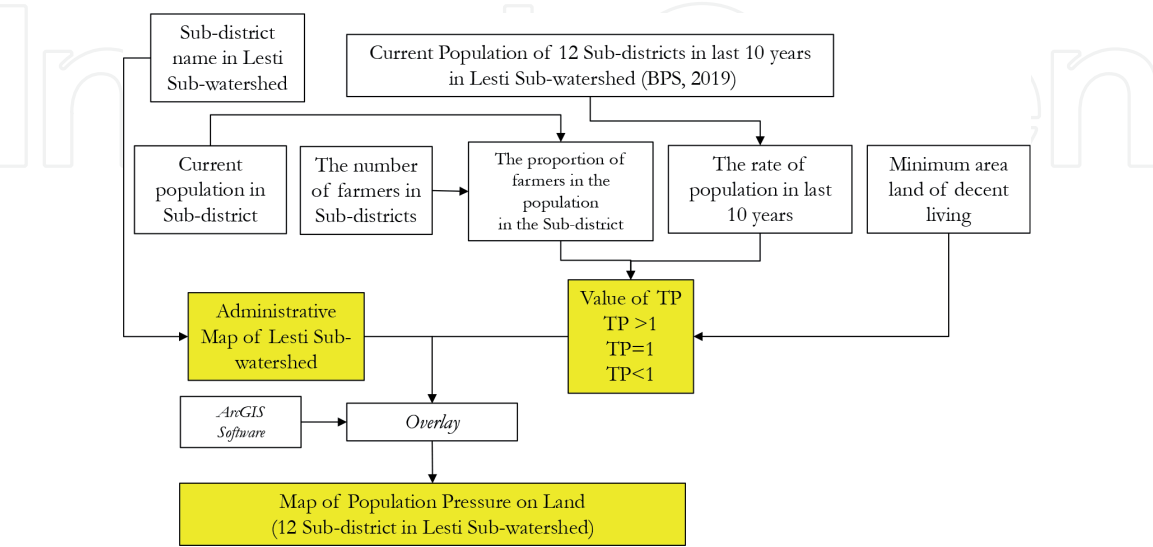 Sub-district
name in Lesti
Sub-watershed
Current Population of 12 Sub-districts in last 10 years
in Lesti Sub-watershed (BPS, 2019)
Current
population in
Sub-district
The number
of farmers in
Sub-districts
The proportion of
farmers in the
population
in the Sub-district
The rate of
population in last
10 years
Minimum area
land of decent
living
Administrative
Map of Lesti Sub-
watershed
Value of TP
TP >1
TP=1
TP<1
ArcGIS
Software
Overlay
Map of Population Pressure on Land
(12 Sub-district in Lesti Sub-watershed)